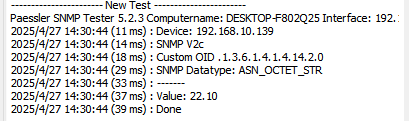 ----------------------- New Test -----------------------
Paessler SNMP Tester 5.2.3 Computername: DESKTOP-F802Q25 Interface: 192.
2025/4/27 14:30:44 (11 ms) : Device: 192.168.10.139
2025/4/27 14:30:44 (14 ms) : SNMP V2c
2025/4/27 14:30:44 (18 ms) : Custom OID .1.3.6.1.4.1.4.14.2.0
2025/4/27 14:30:44 (29 ms) : SNMP Datatype: ASN_OCTET_STR
2025/4/27 14:30:44 (33 ms) : -------
2025/4/27 14:30:44 (37 ms) : Value: 22.10
2025/4/27 14:30:44 (39 ms) : Done